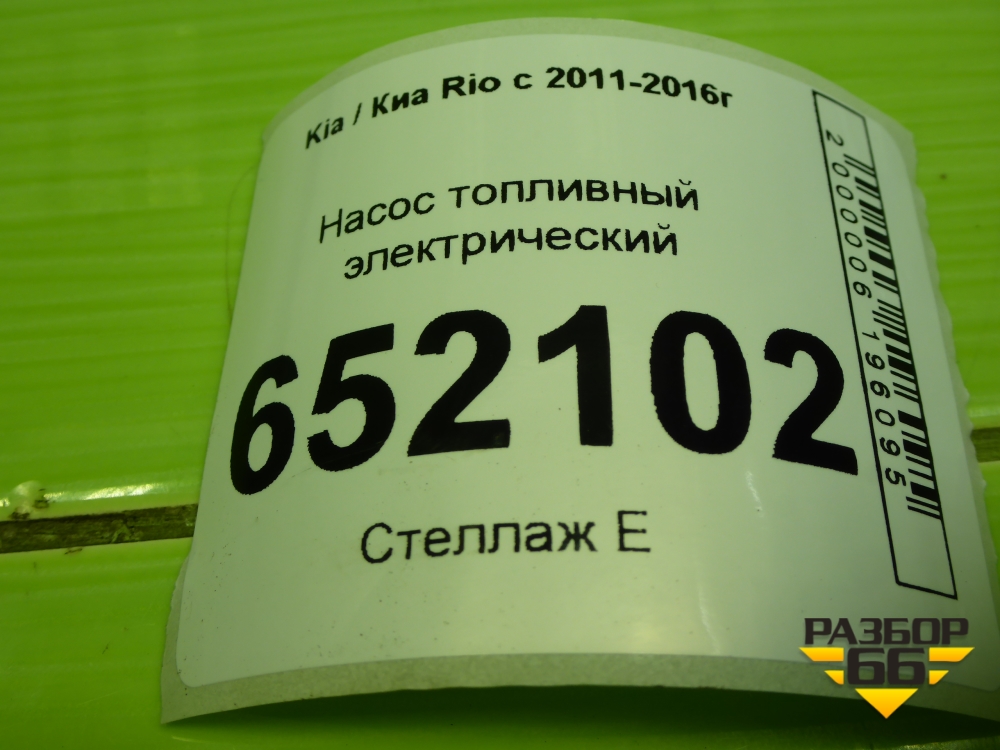 Kia / Киа Rio с 2011-2016г
Насос топливный
электрический
652102
Стеллаж Е
2000006196095
РАЗБОР
66